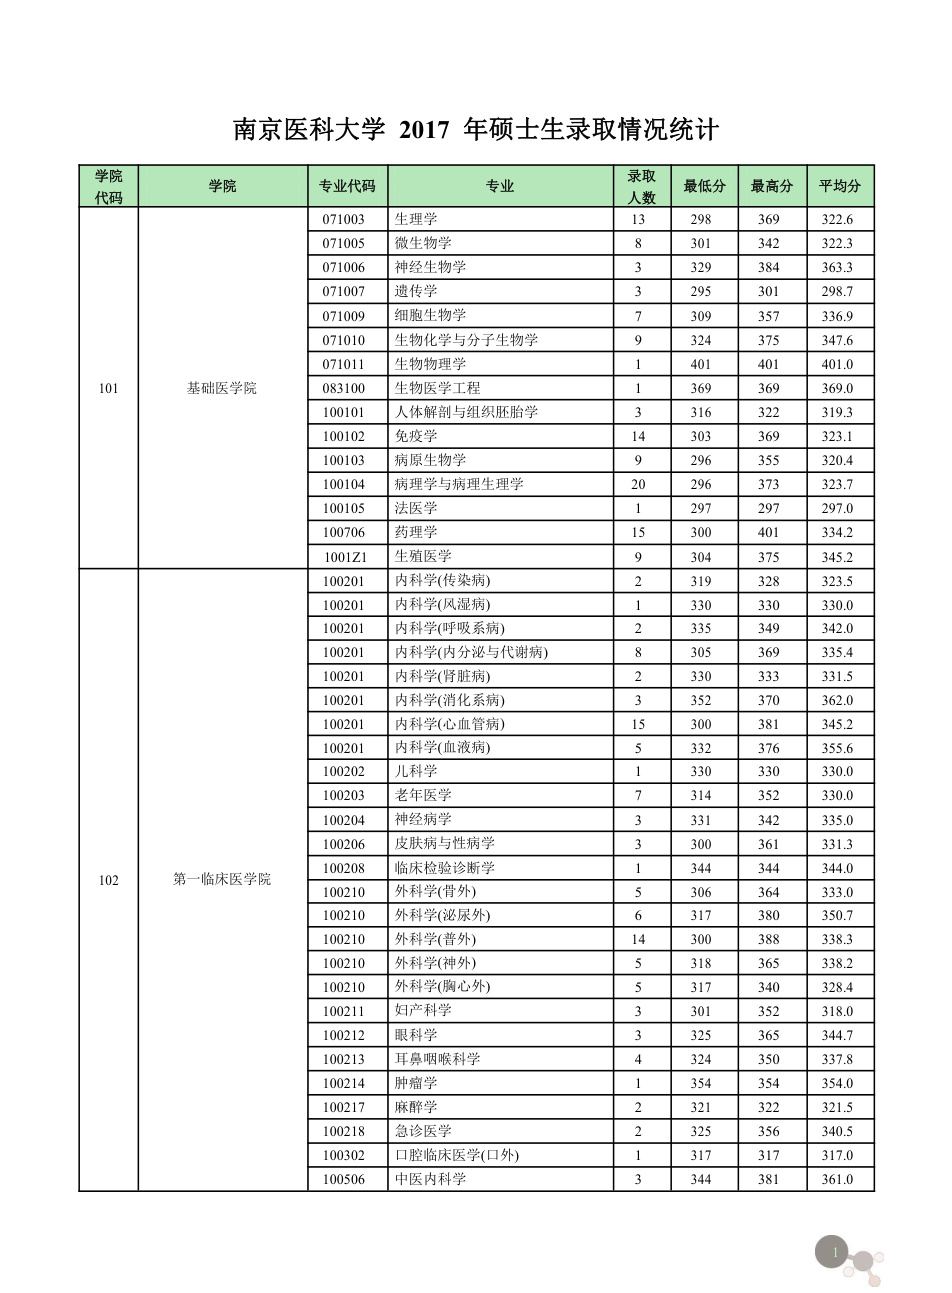 南京医科大学 2017 年硕士生录取情况统计
学院代码 学院 专业代码 专业 录取人数 最低分 最高分 平均分
101 基础医学院
071003 生理学 13 298 369 322.6
071005 微生物学 8 301 342 322.3
071006 神经生物学 3 329 384 363.3
071007 遗传学 3 295 301 298.7
071009 细胞生物学 7 309 357 336.9
071010 生物化学与分子生物学 9 324 375 347.6
071011 生物物理学 1 401 401 401.0
083100 生物医学工程 1 369 369 369.0
100101 人体解剖与组织胚胎学 3 316 322 319.3
100102 免疫学 14 303 369 323.1
100103 病原生物学 9 296 355 320.4
100104 病理学与病理生理学 20 296 373 323.7
100105 法医学 1 297 297 297.0
100706 药理学 15 300 401 334.2
1001Z1 生殖医学 9 304 375 345.2
102 第一临床医学院
100201 内科学(传染病) 2 319 328 323.5
100201 内科学(风湿病) 1 330 330 330.0
100201 内科学(呼吸系病) 2 335 349 342.0
100201 内科学(内分泌与代谢病) 8 305 369 335.4
100201 内科学(肾脏病) 2 330 333 331.5
100201 内科学(消化系病) 3 352 370 362.0
100201 内科学(心血管病) 15 300 381 345.2
100201 内科学(血液病) 5 332 376 355.6
100202 儿科学 1 330 330 330.0
100203 老年医学 7 314 352 330.0
100204 神经病学 3 331 342 335.0
100206 皮肤病与性病学 3 300 361 331.3
100208 临床检验诊断学 1 344 344 344.0
100210 外科学(骨外) 5 306 364 333.0
100210 外科学(泌尿外) 6 317 380 350.7
100210 外科学(普外) 14 300 388 338.3
100210 外科学(神外) 5 318 365 338.2
100210 外科学(胸心外) 5 317 340 328.4
100211 妇产科学 3 301 352 318.0
100212 眼科学 3 325 365 344.7
100213 耳鼻咽喉科学 4 324 350 337.8
100214 肿瘤学 1 354 354 354.0
100217 麻醉学 2 321 322 321.5
100218 急诊医学 2 325 356 340.5
100302 口腔临床医学(口外) 1 317 317 317.0
100506 中医内科学 3 344 381 361.0
1